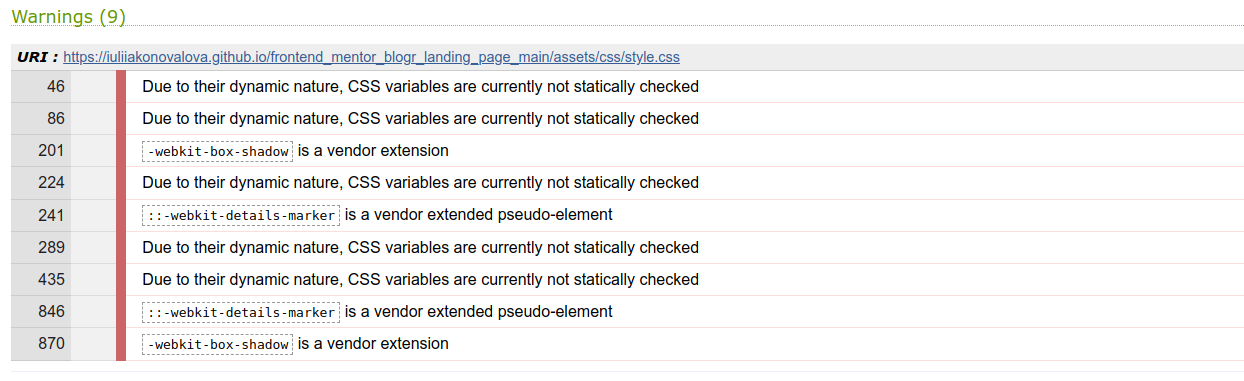 Warnings (9)
URI : https://iuliiakonovalova.github.io/frontend_mentor_blogr_landing_page_main/assets/css/style.css
46 Due to their dynamic nature, CSS variables are currently not statically checked
86 Due to their dynamic nature, CSS variables are currently not statically checked
201 -webkit-box-shadow is a vendor extension
224 Due to their dynamic nature, CSS variables are currently not statically checked
241 ::-webkit-details-marker is a vendor extended pseudo-element
289 Due to their dynamic nature, CSS variables are currently not statically checked
435 Due to their dynamic nature, CSS variables are currently not statically checked
846 ::-webkit-details-marker is a vendor extended pseudo-element
870 -webkit-box-shadow is a vendor extension